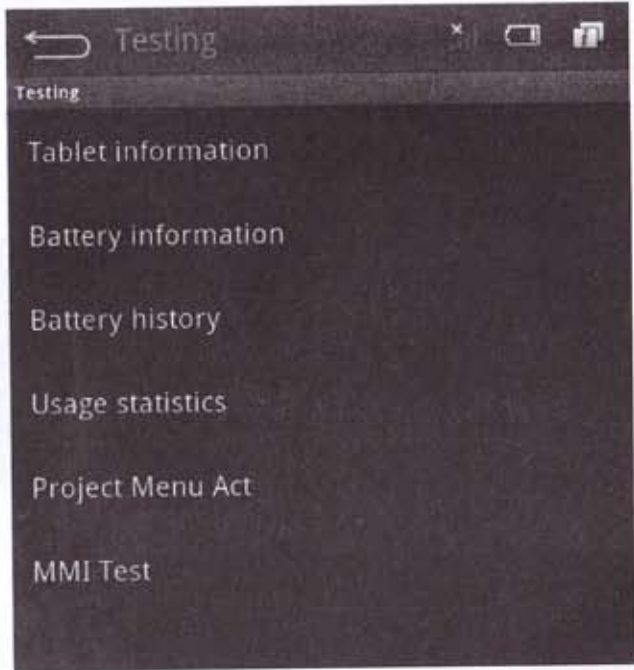 Testing
Testing
Tablet information
Battery information
Battery history
Usage statistics
Project Menu Act
MMI Test